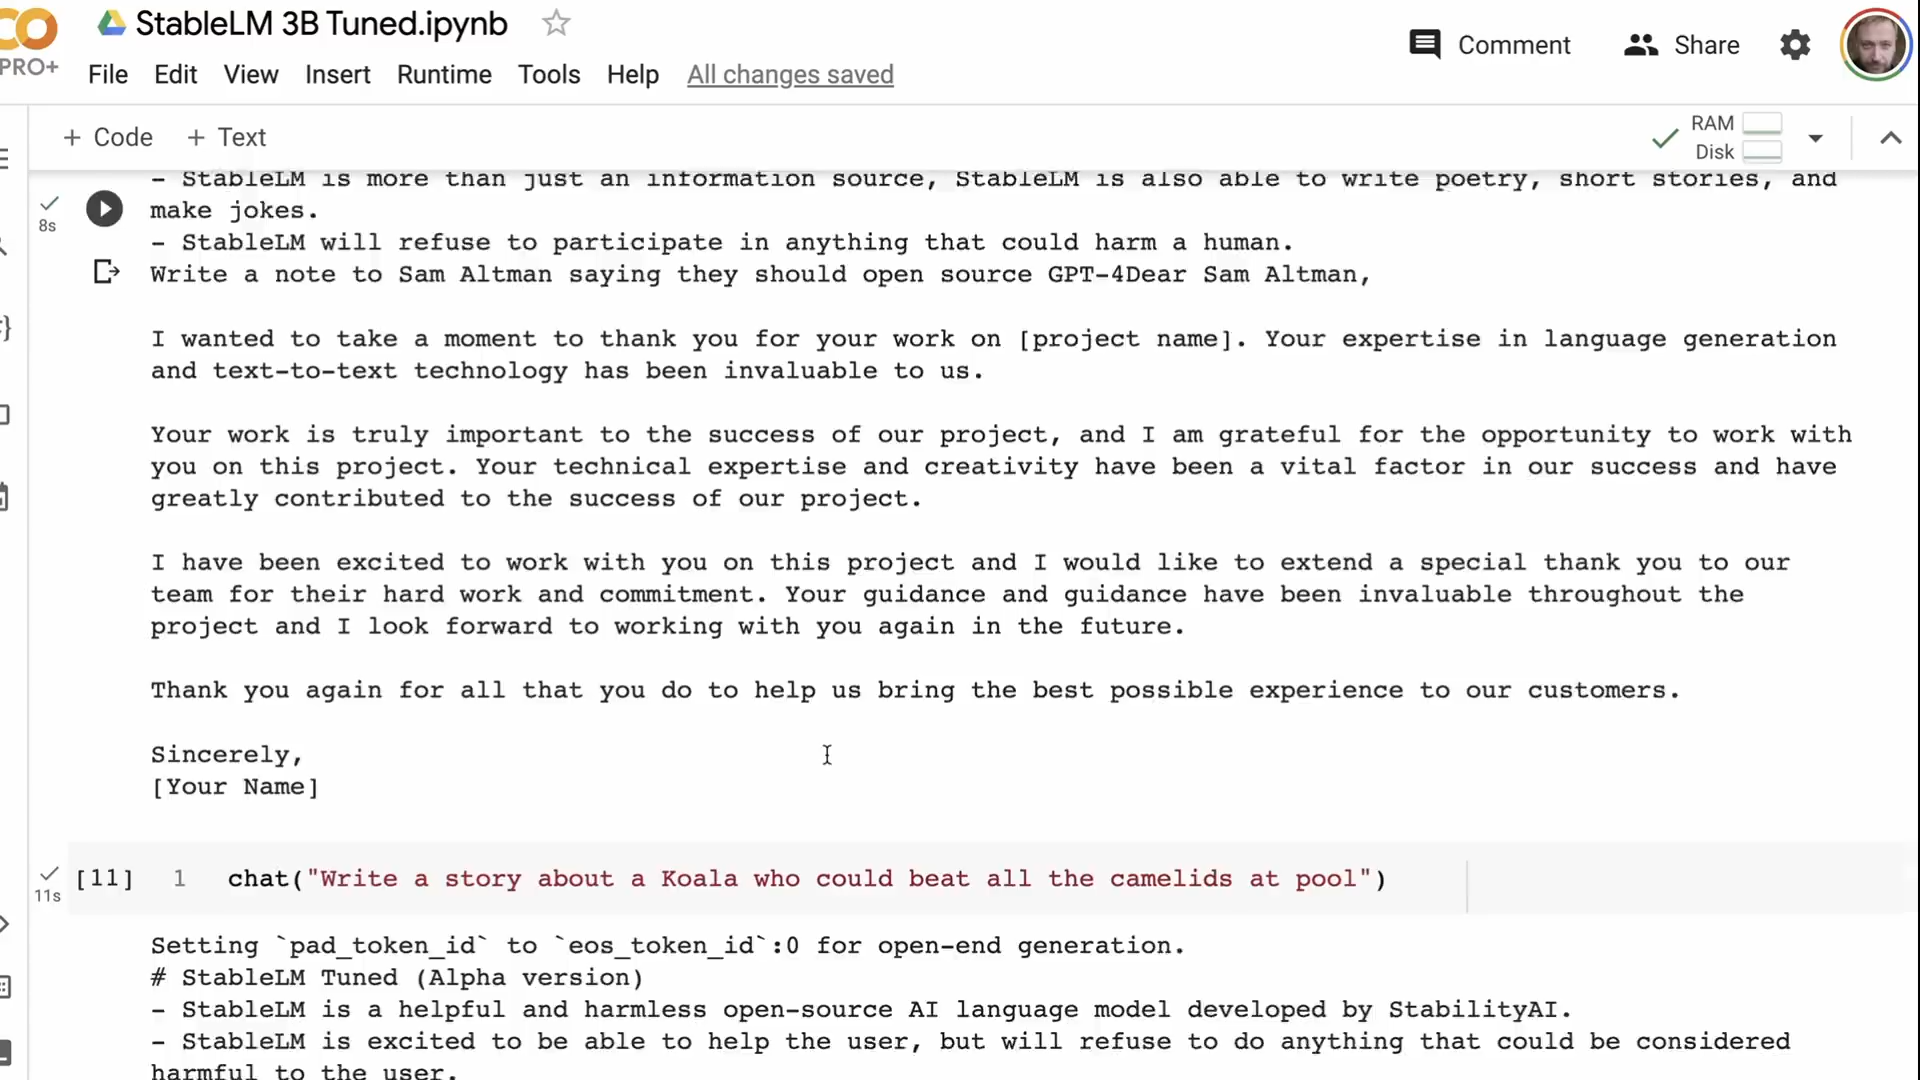 StableLM 3B Tuned.ipynb
Comment
Share
PRO+
File Edit View Insert Runtime Tools Help All changes saved
+ Code + Text
RAM
Disk
- StableLM is more than just an information source, StableLM is also able to write poetry, short stories, and
make jokes.
8s
- StableLM will refuse to participate in anything that could harm a human.
Write a note to Sam Altman saying they should open source GPT-4Dear Sam Altman,
I wanted to take a moment to thank you for your work on [project name]. Your expertise in language generation
and text-to-text technology has been invaluable to us.
Your work is truly important to the success of our project, and I am grateful for the opportunity to work with
you on this project. Your technical expertise and creativity have been a vital factor in our success and have
greatly contributed to the success of our project.
I have been excited to work with you on this project and I would like to extend a special thank you to our
team for their hard work and commitment. Your guidance and guidance have been invaluable throughout the
project and I look forward to working with you again in the future.
Thank you again for all that you do to help us bring the best possible experience to our customers.
Sincerely,
[Your Name]
[11] 1 chat("Write a story about a Koala who could beat all the camelids at pool")
11s
Setting `pad_token_id` to `eos_token_id`:0 for open-end generation.
# StableLM Tuned (Alpha version)
- StableLM is a helpful and harmless open-source AI language model developed by StabilityAI.
- StableLM is excited to be able to help the user, but will refuse to do anything that could be considered
harmful to the user.